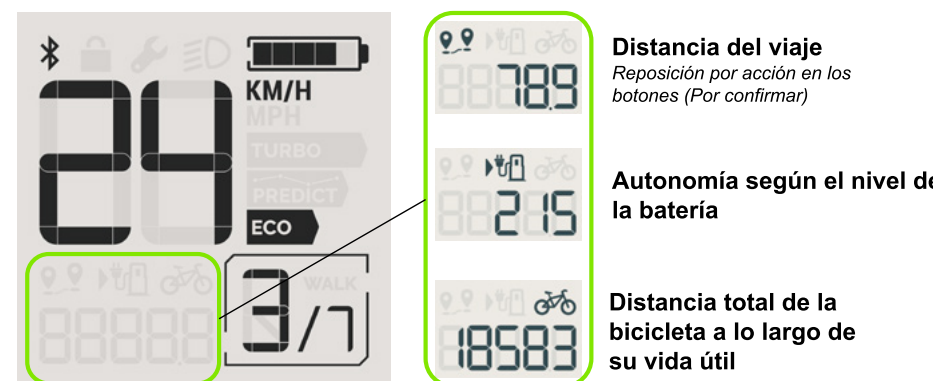 24
KM/H
MPH
TURBO
PREDICT
ECO
3/7
WALK
78.9
Distancia del viaje
Reposición por acción en los
botones (Por confirmar)
215
Autonomía según el nivel de
la batería
18583
Distancia total de la
bicicleta a lo largo de
su vida útil